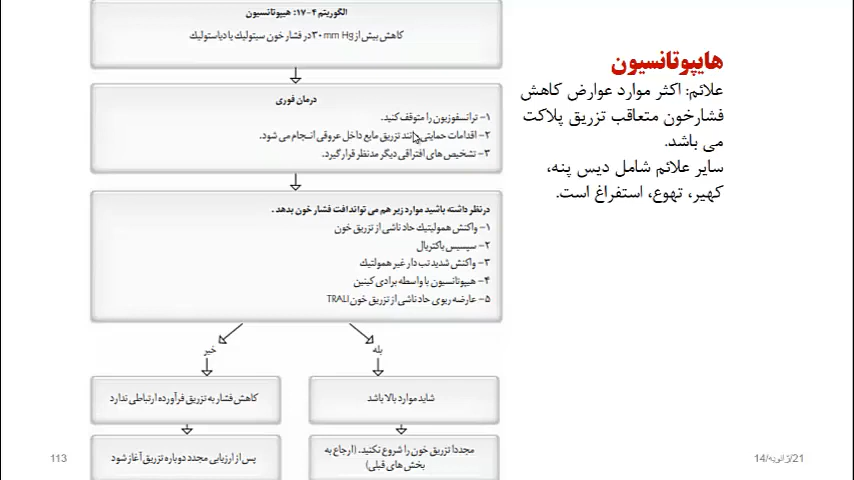 هایپوتانسیون
علائم: اکثر موارد عوارض کاهش
فشارخون متعاقب تزریق پلاکت
می باشد.
سایر علائم شامل دیس پنه،
کهیر، تهوع، استفراغ است.
الگوریتم ۴-۱۷: هیپوتانسیون
کاهش بیش از ۳۰mm Hg در فشار خون سیتولیک یا دیاستولیک
درمان فوری
۱- ترانسفوزیون را متوقف کنید.
۲- اقدامات حمایتی مانند تزریق مایع داخل عروقی انجام می شود.
۳- تشخیص های افتراقی دیگر مدنظر قرار گیرد.
درنظر داشته باشید موارد زیر هم می تواند افت فشار خون بدهد.
۱- واکنش همولیتیک حاد ناشی از تزریق خون
۲- سپسیس باکتریال
۳- واکنش شدید تب دار غیر همولتیک
۴- هیپوتانسیون با واسطه برادی کینین
۵- عارضه ریوی حاد ناشی از تزریق خون TRALI
بله
خیر
شاید موارد بالا باشد
کاهش فشار به تزریق فرآورده ارتباطی ندارد
مجددا تزریق خون را شروع نکنید. (ارجاع به
بخش های قبلی)
پس از ارزیابی مجدد دوباره تزریق آغاز شود
21/ژانویه/14
113